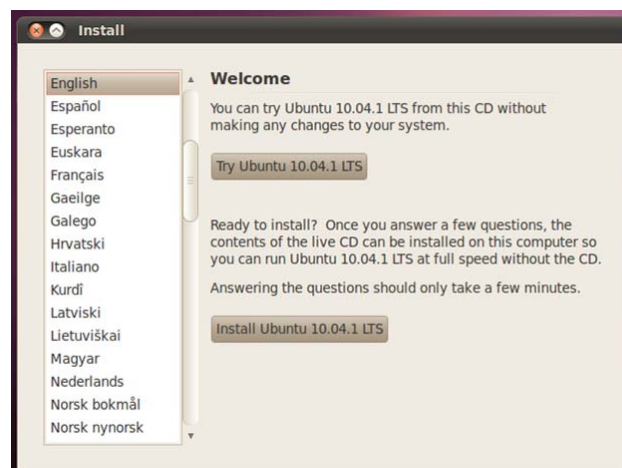 Install
English
Español
Esperanto
Euskara
Français
Gaeilge
Galego
Hrvatski
Italiano
Kurdî
Latviski
Lietuviškai
Magyar
Nederlands
Norsk bokmål
Norsk nynorsk
Welcome
You can try Ubuntu 10.04.1 LTS from this CD without
making any changes to your system.
Try Ubuntu 10.04.1 LTS
Ready to install? Once you answer a few questions, the
contents of the live CD can be installed on this computer so
you can run Ubuntu 10.04.1 LTS at full speed without the CD.
Answering the questions should only take a few minutes.
Install Ubuntu 10.04.1 LTS